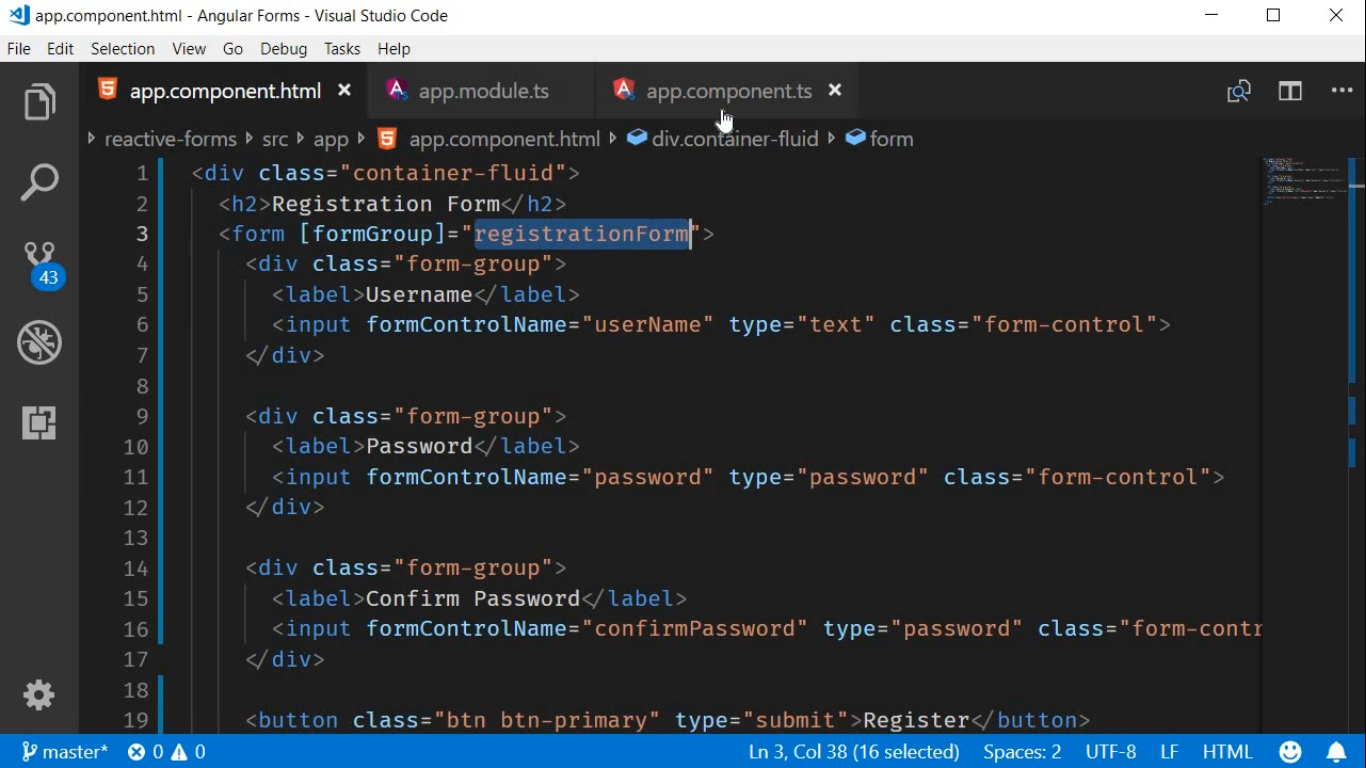 app.component.html - Angular Forms - Visual Studio Code
File Edit Selection View Go Debug Tasks Help
app.component.html app.module.ts app.component.ts
reactive-forms src app app.component.html div.container-fluid form
1 <div class="container-fluid">
2 <h2>Registration Form</h2>
3 <form [formGroup]="registrationForm">
4 <div class="form-group">
5 <label>Username</label>
6 <input formControlName="userName" type="text" class="form-control">
7 </div>
8
9 <div class="form-group">
10 <label>Password</label>
11 <input formControlName="password" type="password" class="form-control">
12 </div>
13
14 <div class="form-group">
15 <label>Confirm Password</label>
16 <input formControlName="confirmPassword" type="password" class="form-contr
17 </div>
18
19 <button class="btn btn-primary" type="submit">Register</button>
43
master* 0 0 Ln 3, Col 38 (16 selected) Spaces: 2 UTF-8 LF HTML